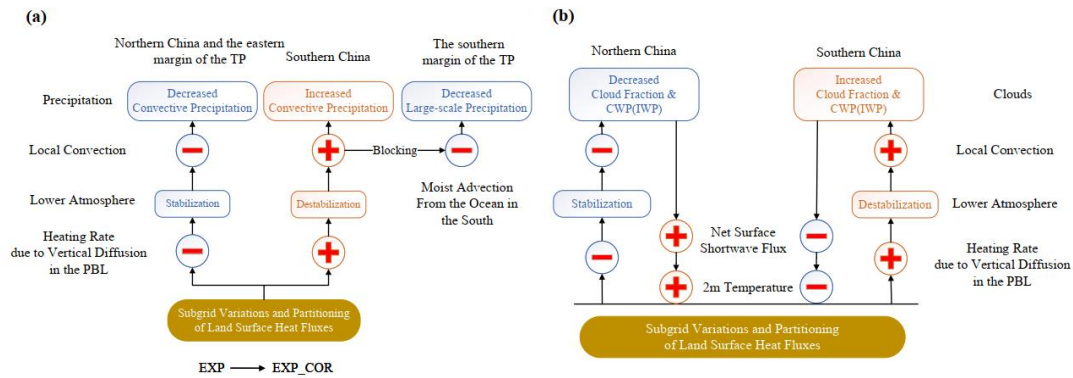 (a)
Northern China and the eastern
margin of the TP
Southern China
The southern
margin of the TP
Precipitation
Decreased
Convective Precipitation
Increased
Convective Precipitation
Decreased
Large-scale Precipitation
Local Convection
Blocking
Lower Atmosphere
Stabilization
Destabilization
Moist Advection
From the Ocean in
the South
Heating Rate
due to Vertical Diffusion
in the PBL
Subgrid Variations and Partitioning
of Land Surface Heat Fluxes
EXP
EXP_COR
(b)
Northern China
Southern China
Decreased
Cloud Fraction &
CWP(IWP)
Increased
Cloud Fraction &
CWP(IWP)
Clouds
Local Convection
Stabilization
Destabilization
Lower Atmosphere
Net Surface
Shortwave Flux
Heating Rate
due to Vertical Diffusion
in the PBL
2m Temperature
Subgrid Variations and Partitioning
of Land Surface Heat Fluxes